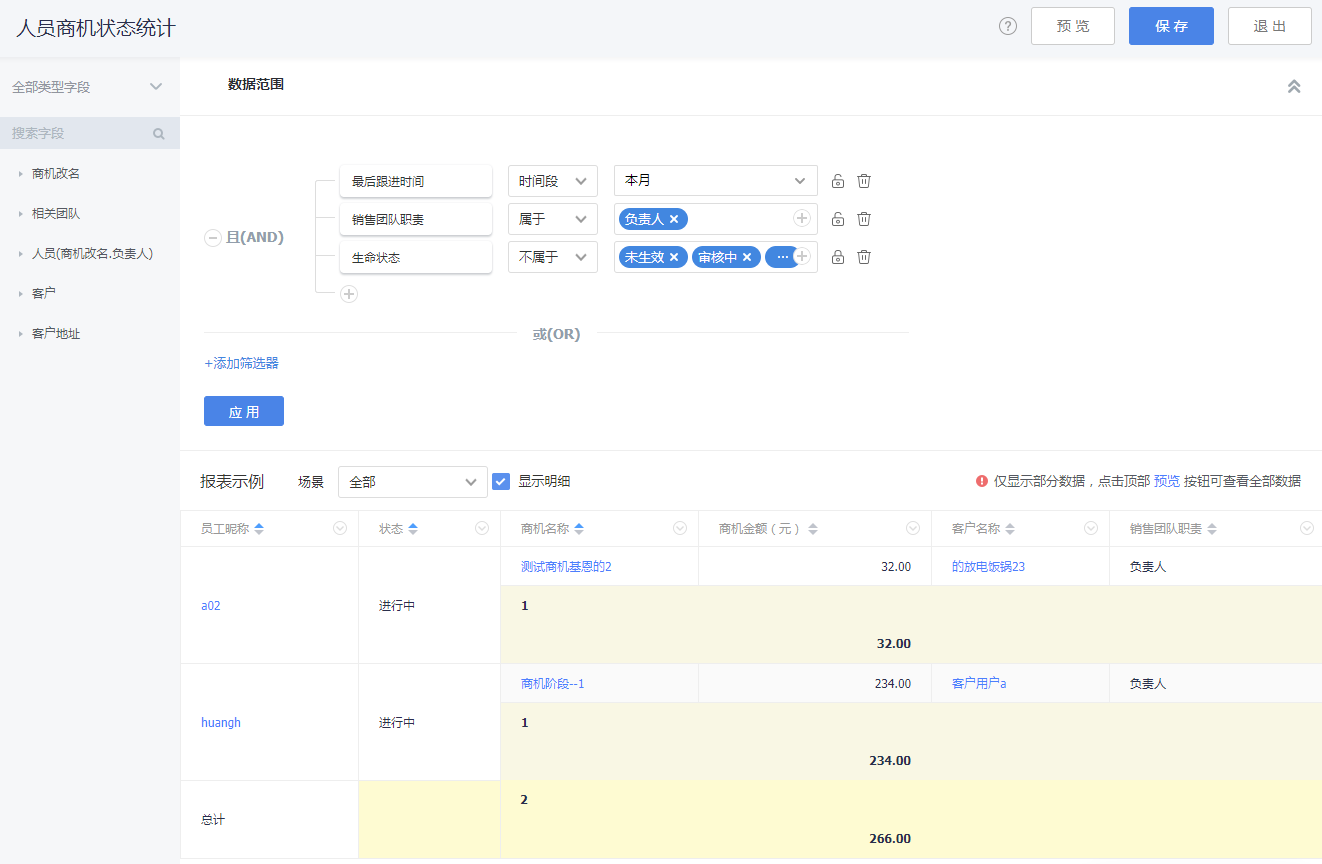 人员商机状态统计
?
预 览
保 存
退 出
全部类型字段
搜索字段
商机改名
相关团队
人员(商机改名.负责人)
客户
客户地址
数据范围
且(AND)
最后跟进时间 时间段 本月
销售团队职责 属于 负责人 ×
生命状态 不属于 未生效 × 审核中 × ...
或(OR)
+添加筛选器
应 用
报表示例 场景 全部 显示明细
仅显示部分数据，点击顶部 预览 按钮可查看全部数据
员工昵称 状态 商机名称 商机金额（元） 客户名称 销售团队职责
a02 进行中 测试商机基恩的2 32.00 的放电饭锅23 负责人
1
32.00
huangh 进行中 商机阶段--1 234.00 客户用户a 负责人
1
234.00
总计 2
266.00